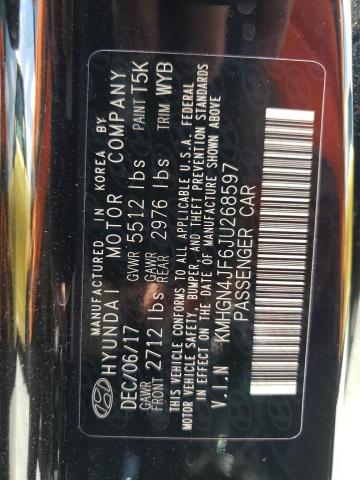 MANUFACTURED IN KOREA BY
HYUNDAI MOTOR COMPANY
DEC/06/17 GVWR 5512 lbs PAINT T5K
GAWR FRONT 2712 lbs GAWR REAR 2976 lbs TRIM WYB
THIS VEHICLE CONFORMS TO ALL APPLICABLE U.S.A. FEDERAL
MOTOR VEHICLE SAFETY, BUMPER, AND THEFT PREVENTION STANDARDS
IN EFFECT ON THE DATE OF MANUFACTURE SHOWN ABOVE
V.I.N *KMHGN4JF6JU268597*
PASSENGER CAR